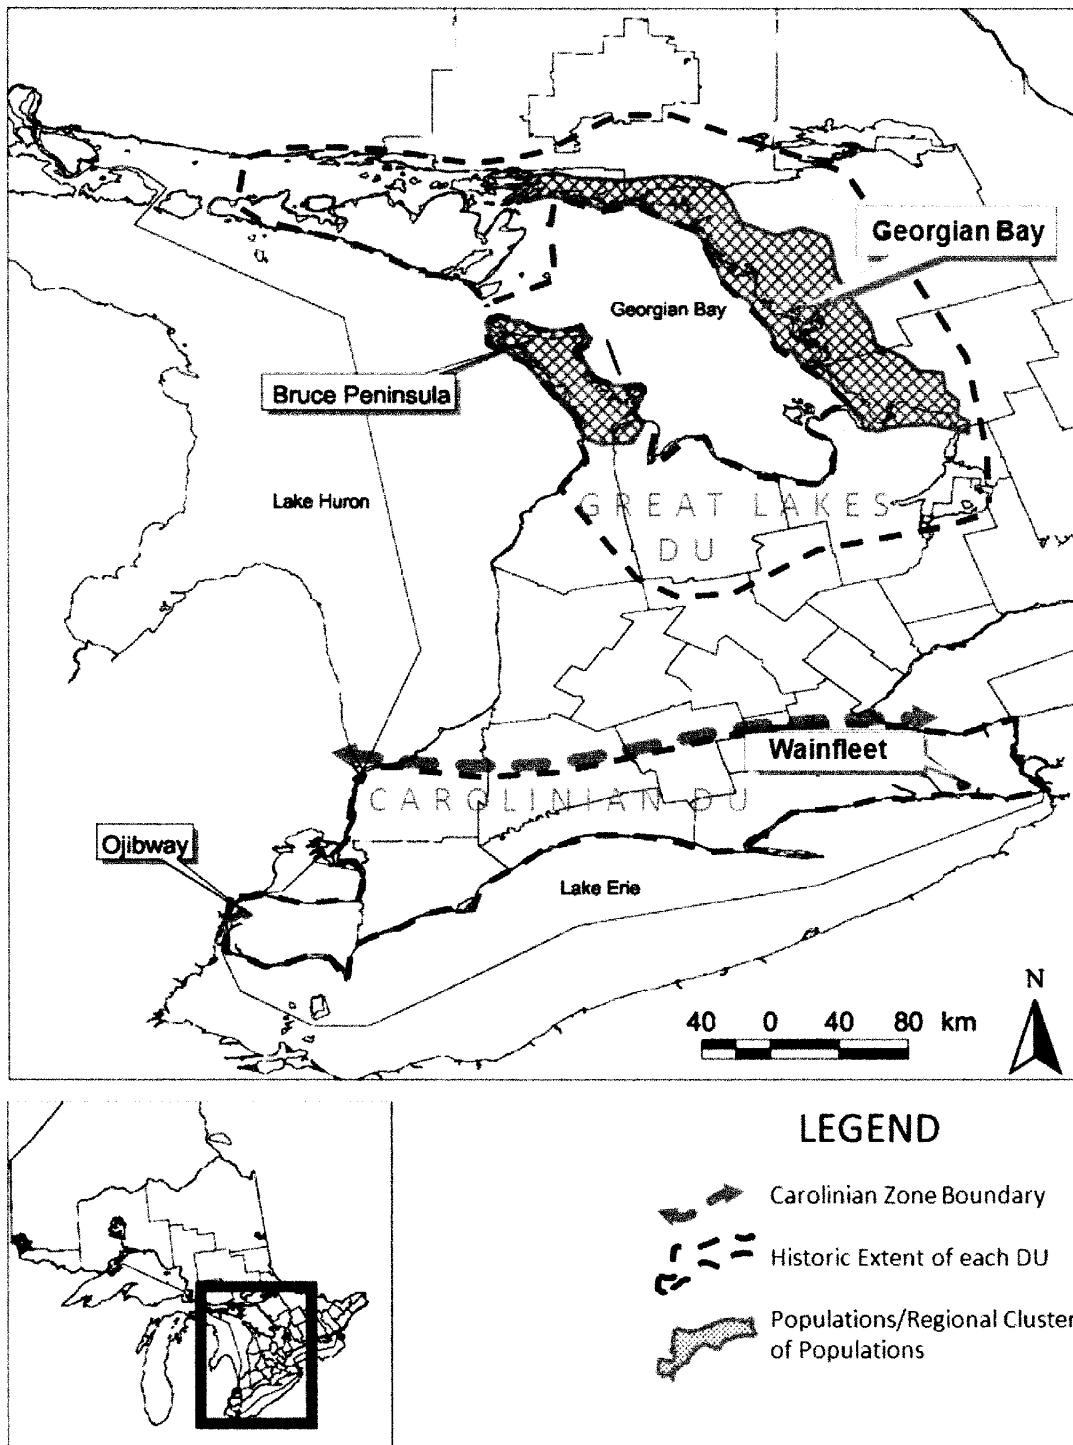 Georgian Bay
Georgian Bay
Bruce Peninsula
Lake Huron
GREAT LAKES
DU
Wainfleet
CAROLINIAN DU
Ojibway
Lake Erie
N
40 0 40 80 km
LEGEND
Carolinian Zone Boundary
Historic Extent of each DU
Populations/Regional Cluster
of Populations